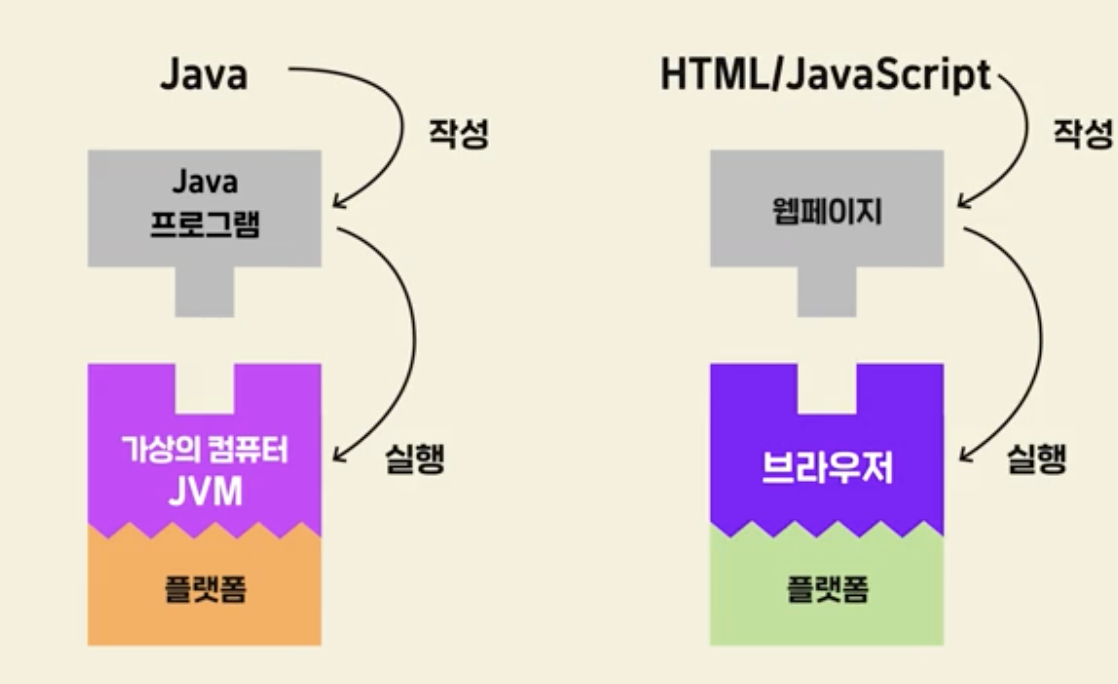 Java
작성
Java
프로그램
가상의 컴퓨터
JVM
실행
플랫폼
HTML/JavaScript
작성
웹페이지
브라우저
실행
플랫폼